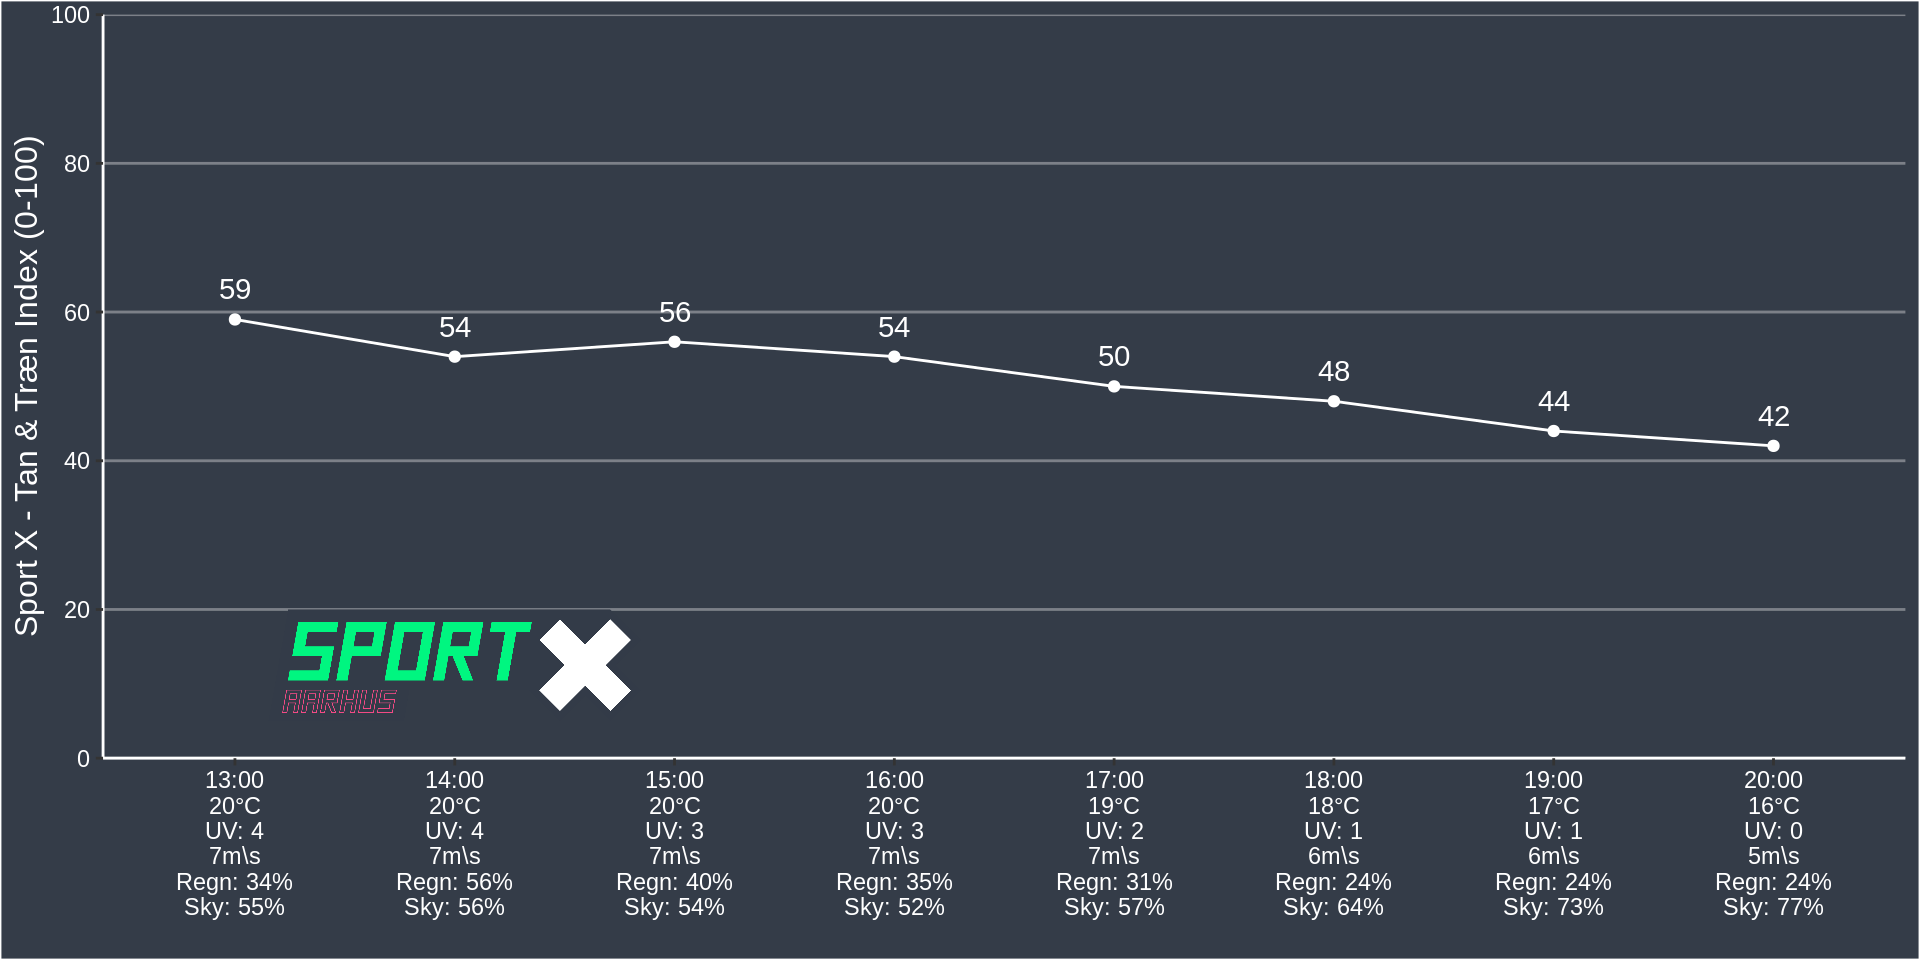 Sport X - Tan & Træn Index (0-100)
100
80
60
40
20
0
59
54
56
54
50
48
44
42
SPORT X
AARHUS
13:00 14:00 15:00 16:00 17:00 18:00 19:00 20:00
20°C 20°C 20°C 20°C 19°C 18°C 17°C 16°C
UV: 4 UV: 4 UV: 3 UV: 3 UV: 2 UV: 1 UV: 1 UV: 0
7m\s 7m\s 7m\s 7m\s 7m\s 6m\s 6m\s 5m\s
Regn: 34% Regn: 56% Regn: 40% Regn: 35% Regn: 31% Regn: 24% Regn: 24% Regn: 24%
Sky: 55% Sky: 56% Sky: 54% Sky: 52% Sky: 57% Sky: 64% Sky: 73% Sky: 77%